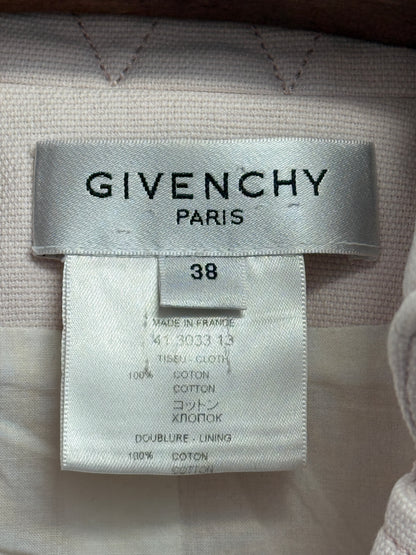 GIVENCHY
PARIS
38
MADE IN FRANCE
41 3033 13
TISSU - CLOTH
100% COTON
COTTON
コットン
ХЛОПОК
DOUBLURE - LINING
100% COTON
COTTON